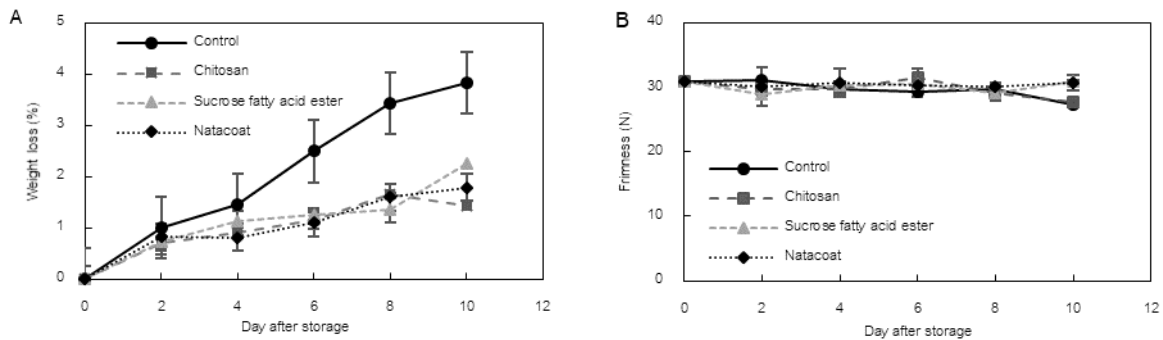 A
Weight loss (%)
5
4
3
2
1
0
Control
Chitosan
Sucrose fatty acid ester
Natacoat
0 2 4 6 8 10 12
Day after storage
B
Frimness (N)
40
30
20
10
0
Control
Chitosan
Sucrose fatty acid ester
Natacoat
0 2 4 6 8 10 12
Day after storage